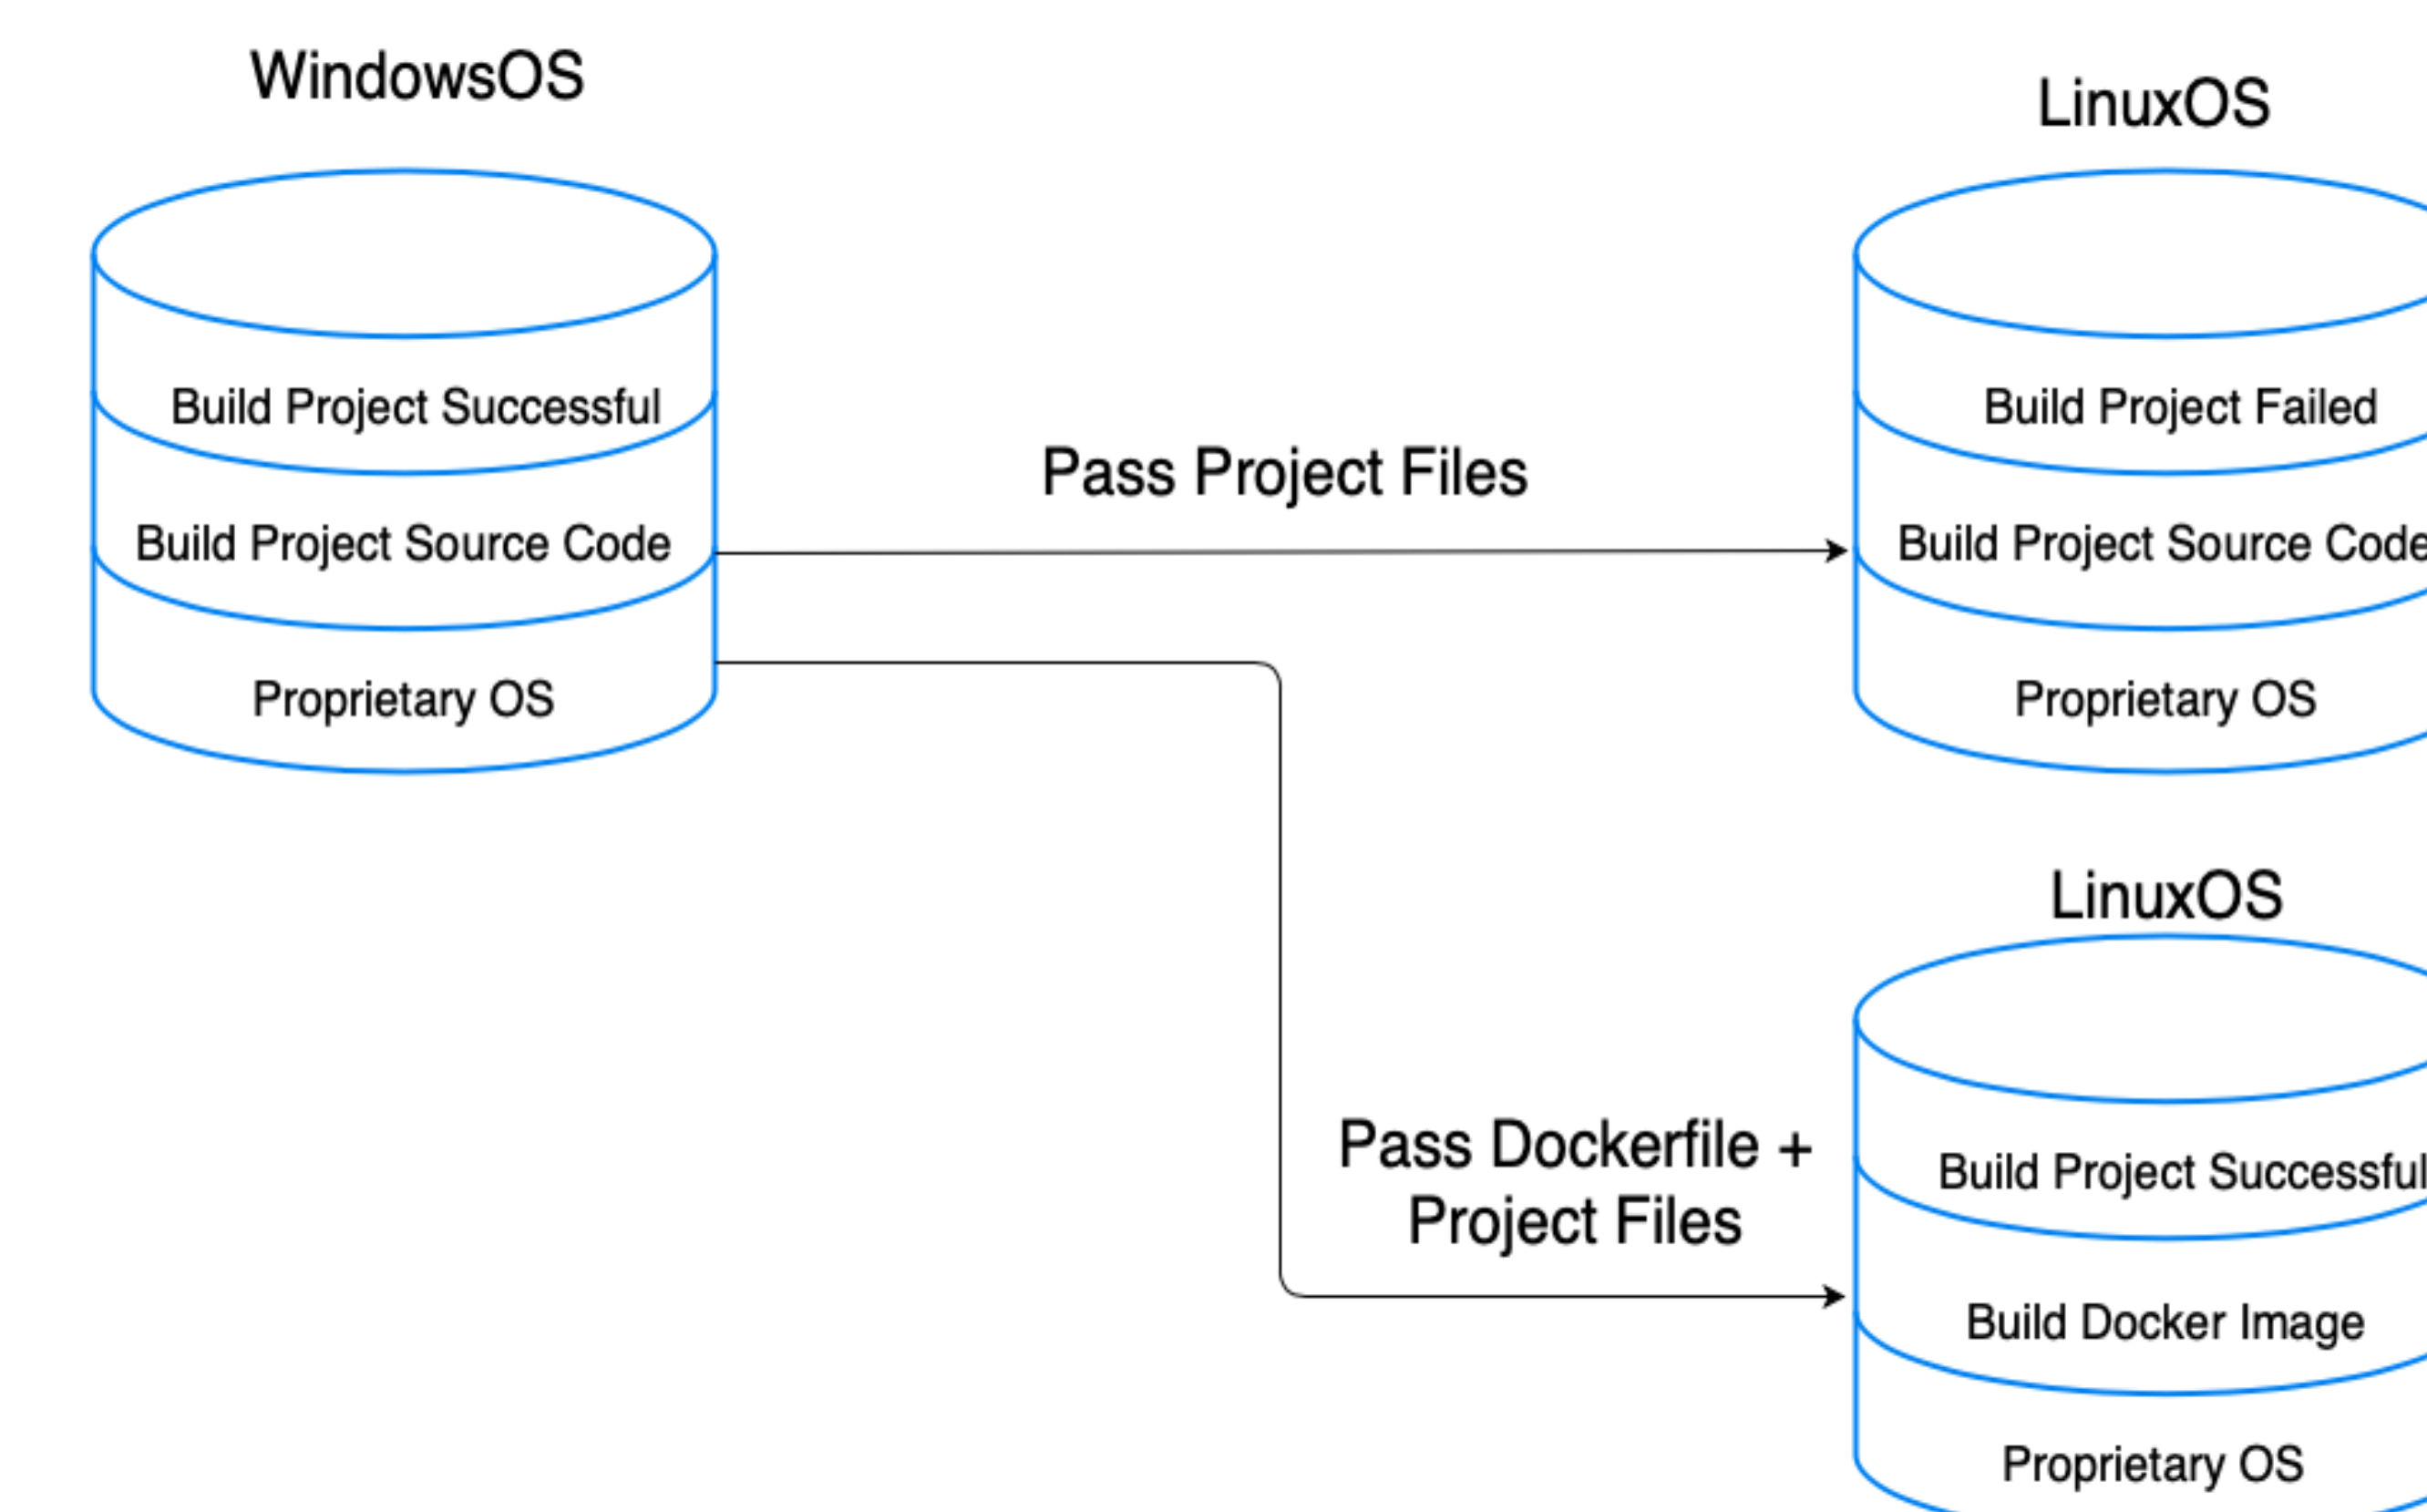 WindowsOS
Build Project Successful
Build Project Source Code
Proprietary OS
Pass Project Files
LinuxOS
Build Project Failed
Build Project Source Code
Proprietary OS
Pass Dockerfile +
Project Files
LinuxOS
Build Project Successful
Build Docker Image
Proprietary OS